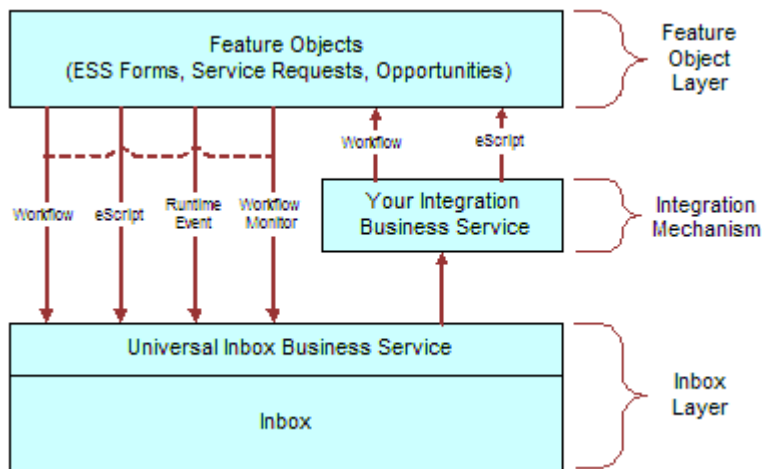 Feature Objects
(ESS Forms, Service Requests, Opportunities)
Feature
Object
Layer
Workflow
eScript
Workflow
eScript
Runtime
Event
Workflow
Monitor
Your Integration
Business Service
Integration
Mechanism
Universal Inbox Business Service
Inbox
Inbox
Layer